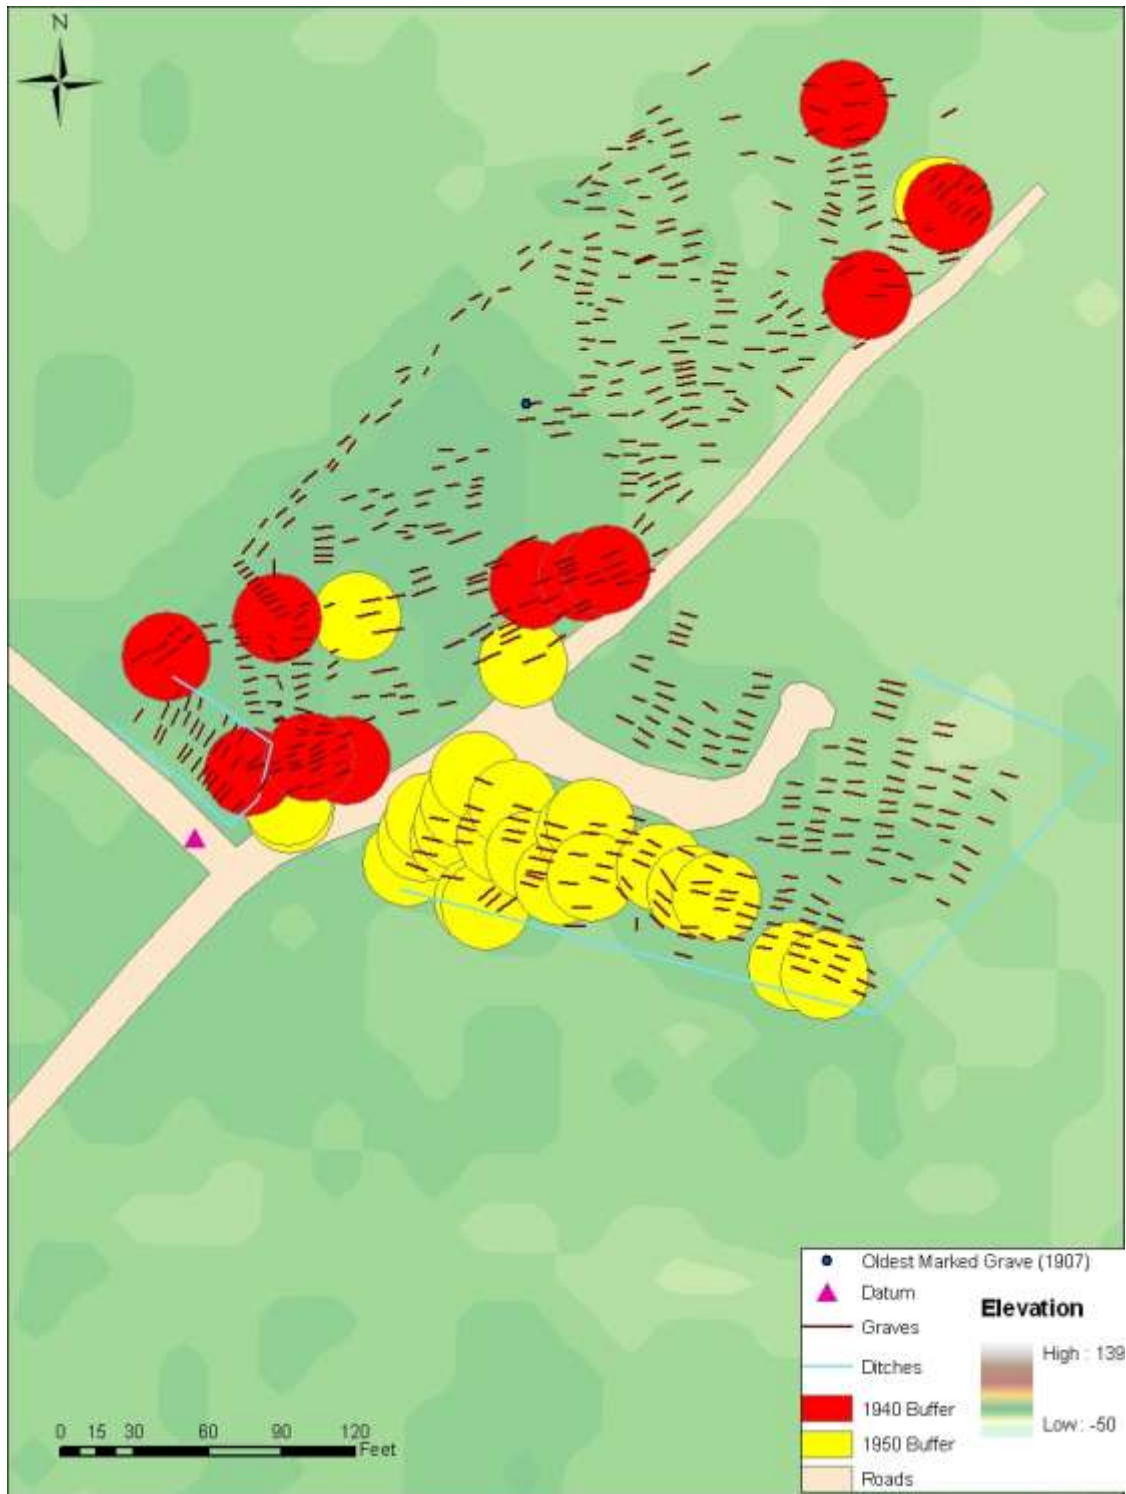 N
Oldest Marked Grave (1907)
Datum
Graves
Ditches
1940 Buffer
1950 Buffer
Roads
Elevation
High : 139
Low : -50
0 15 30 60 90 120
Feet